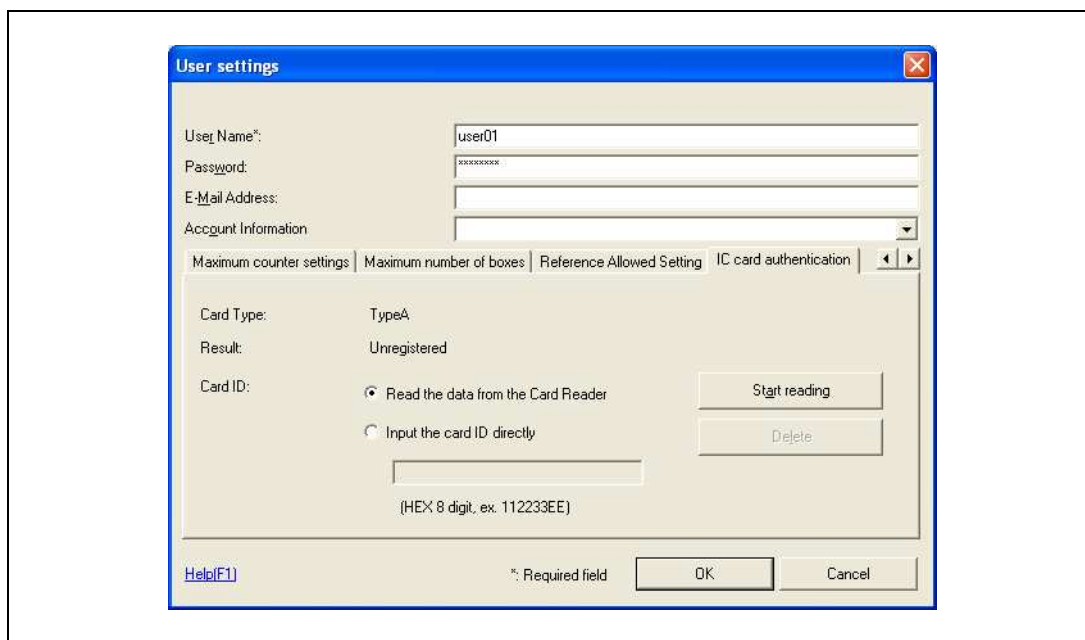 User settings
User Name*:
user01
Password:
********
E-Mail Address:
Account Information
Maximum counter settings Maximum number of boxes Reference Allowed Setting IC card authentication
Card Type: TypeA
Result: Unregistered
Card ID: Read the data from the Card Reader Start reading
Input the card ID directly Delete
(HEX 8 digit, ex. 112233EE)
Help(F1) *: Required field OK Cancel